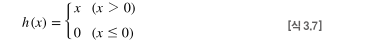 h(x) = { x (x > 0)
0 (x ≤ 0)
[식 3.7]